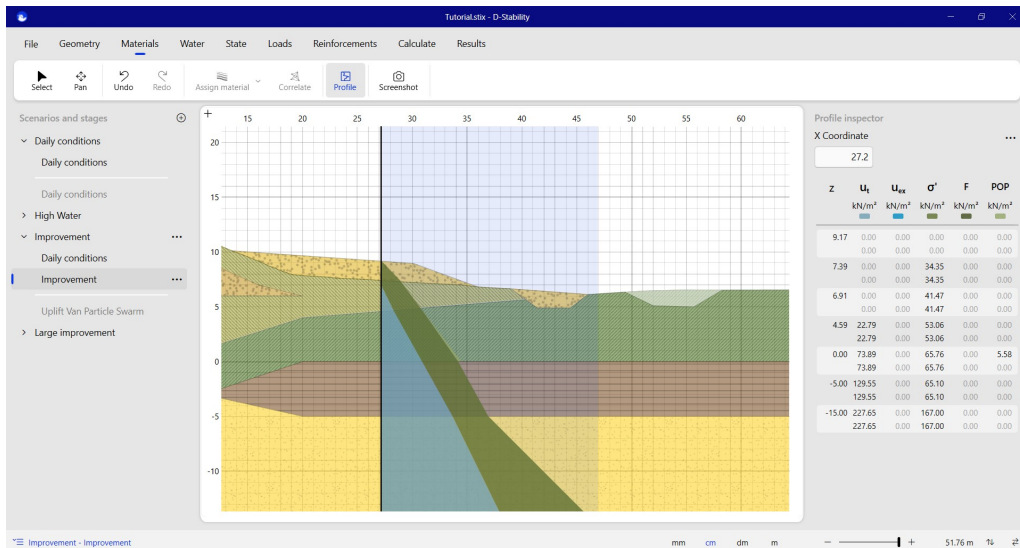 Tutorial.stix - D-Stability
File Geometry Materials Water State Loads Reinforcements Calculate Results
Select Pan Undo Redo Assign material Correlate Profile Screenshot
Scenarios and stages
Daily conditions
Daily conditions
Daily conditions
High Water
Improvement
Daily conditions
Improvement
Uplift Van Particle Swarm
Large improvement
15 20 25 30 35 40 45 50 55 60
20
15
10
5
0
-5
-10
Profile inspector
X Coordinate
27.2
z ut uex σ' F POP
kN/m² kN/m² kN/m² kN/m² kN/m²
9.17 0.00 0.00 0.00 0.00 0.00
0.00 0.00 0.00 0.00 0.00
7.39 0.00 0.00 34.35 0.00 0.00
0.00 0.00 34.35 0.00 0.00
6.91 0.00 0.00 41.47 0.00 0.00
0.00 0.00 41.47 0.00 0.00
4.59 22.79 0.00 53.06 0.00 0.00
22.79 0.00 53.06 0.00 0.00
0.00 73.89 0.00 65.76 0.00 5.58
73.89 0.00 65.76 0.00 0.00
-5.00 129.55 0.00 65.10 0.00 0.00
129.55 0.00 65.10 0.00 0.00
-15.00 227.65 0.00 167.00 0.00 0.00
227.65 0.00 167.00 0.00 0.00
Improvement - Improvement
mm cm dm m
51.76 m